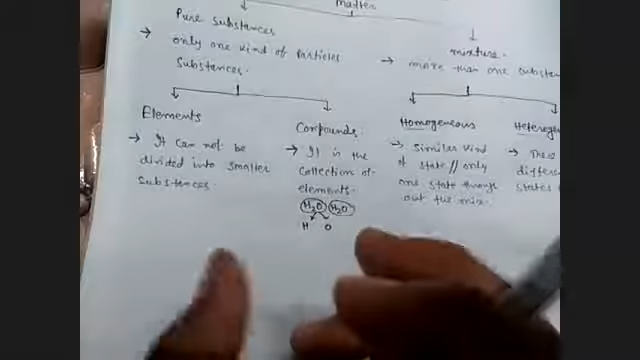 matter
Pure substances
→ only one kind of Particles
Substances.
mixture.
→ more than one substan
Elements
→ It can not be
divided into smaller
Substances.
Compounds.
→ It is the
Collection of
elements.
H₂O H₂O
H O
Homogeneous
→ Similar kind
of state// only
one state through
out the mix.
Heterogen
→ These
differen
states